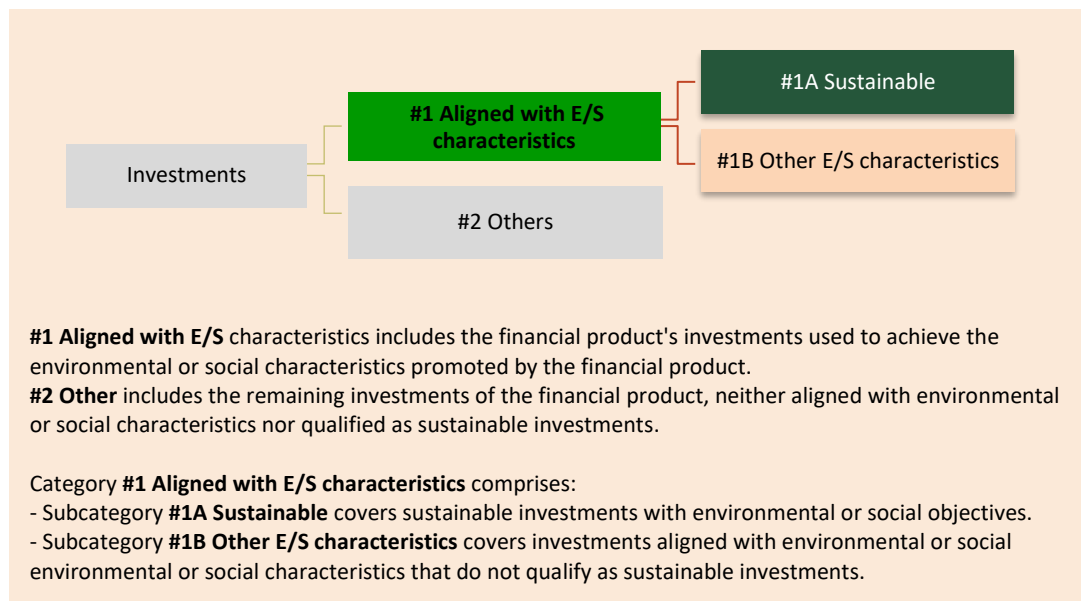 #1A Sustainable
#1 Aligned with E/S
characteristics
#1B Other E/S characteristics
Investments
#2 Others
#1 Aligned with E/S characteristics includes the financial product's investments used to achieve the
environmental or social characteristics promoted by the financial product.
#2 Other includes the remaining investments of the financial product, neither aligned with environmental
or social characteristics nor qualified as sustainable investments.
Category #1 Aligned with E/S characteristics comprises:
- Subcategory #1A Sustainable covers sustainable investments with environmental or social objectives.
- Subcategory #1B Other E/S characteristics covers investments aligned with environmental or social
environmental or social characteristics that do not qualify as sustainable investments.